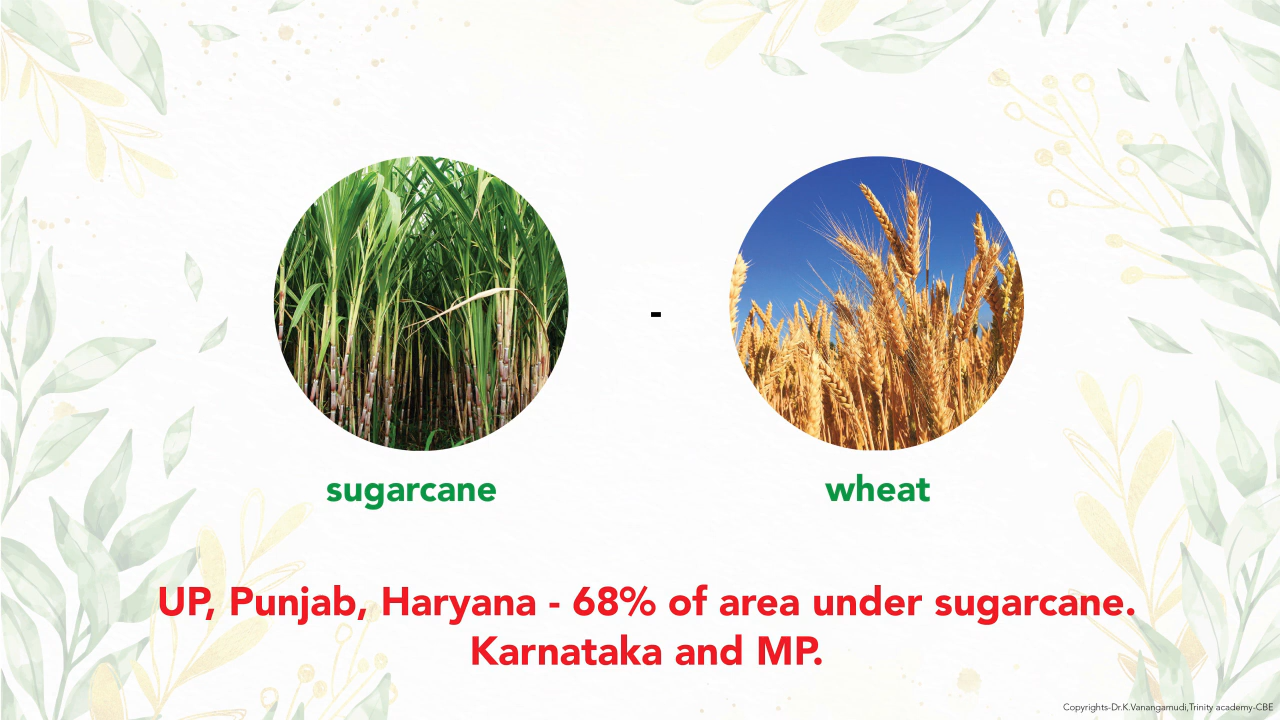 -
sugarcane
wheat
UP, Punjab, Haryana - 68% of area under sugarcane.
Karnataka and MP.
Copyrights-Dr.K.Vanangamudi,Trinity academy-CBE